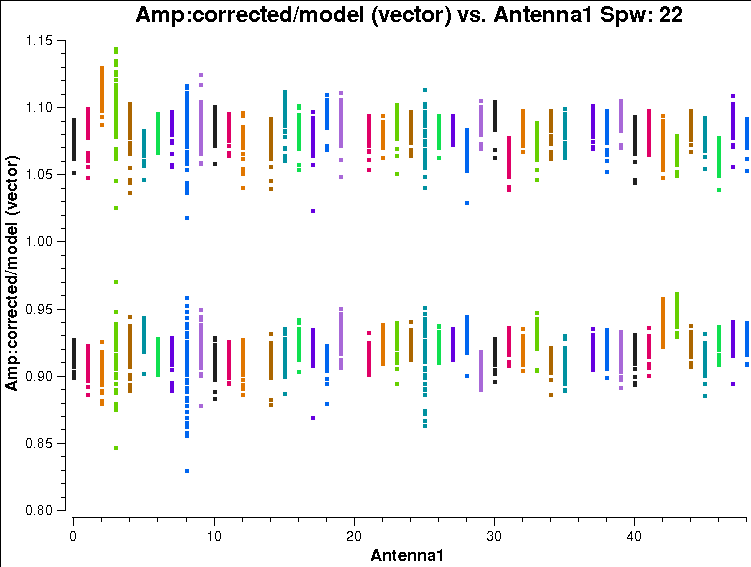 Amp:corrected/model (vector) vs. Antenna1 Spw: 22
1.15
1.10
1.05
1.00
0.95
0.90
0.85
0.80
Amp:corrected/model (vector)
0 10 20 30 40
Antenna1